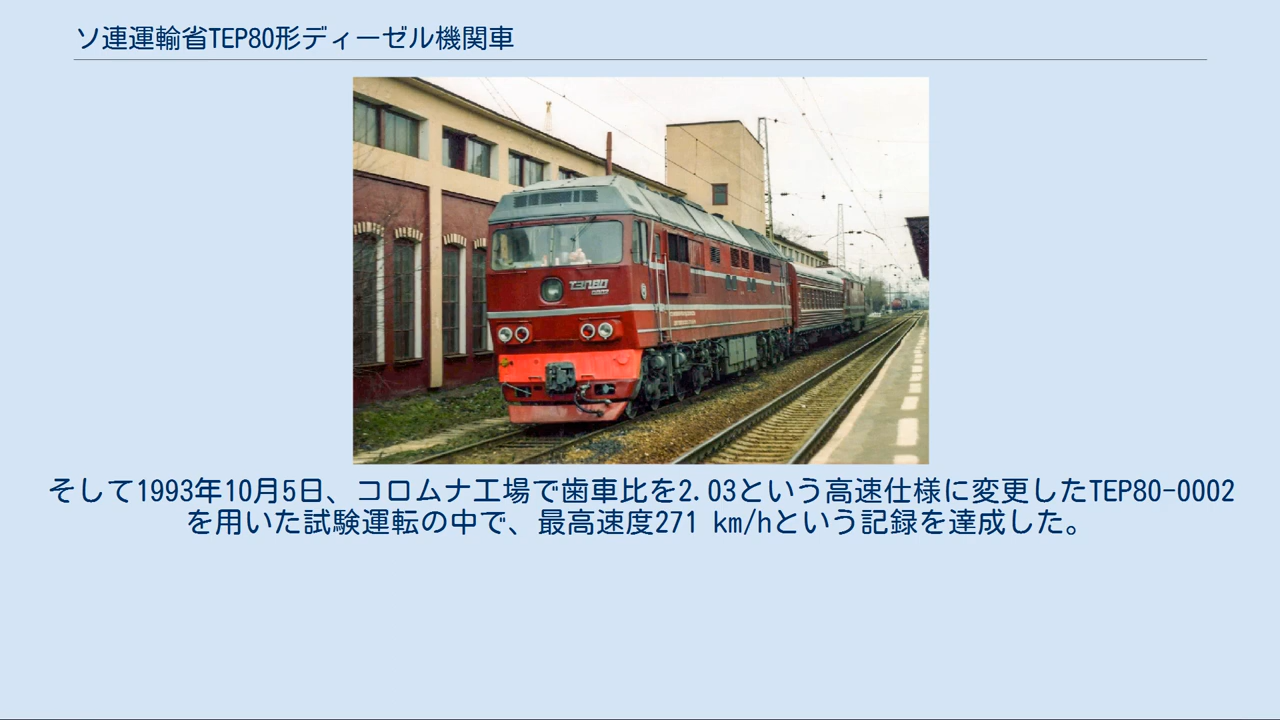 ソ連運輸省TEP80形ディーゼル機関車
ТЭП80
0002
そして1993年10月5日、コロムナ工場で歯車比を2.03という高速仕様に変更したTEP80-0002
を用いた試験運転の中で、最高速度271 km/hという記録を達成した。